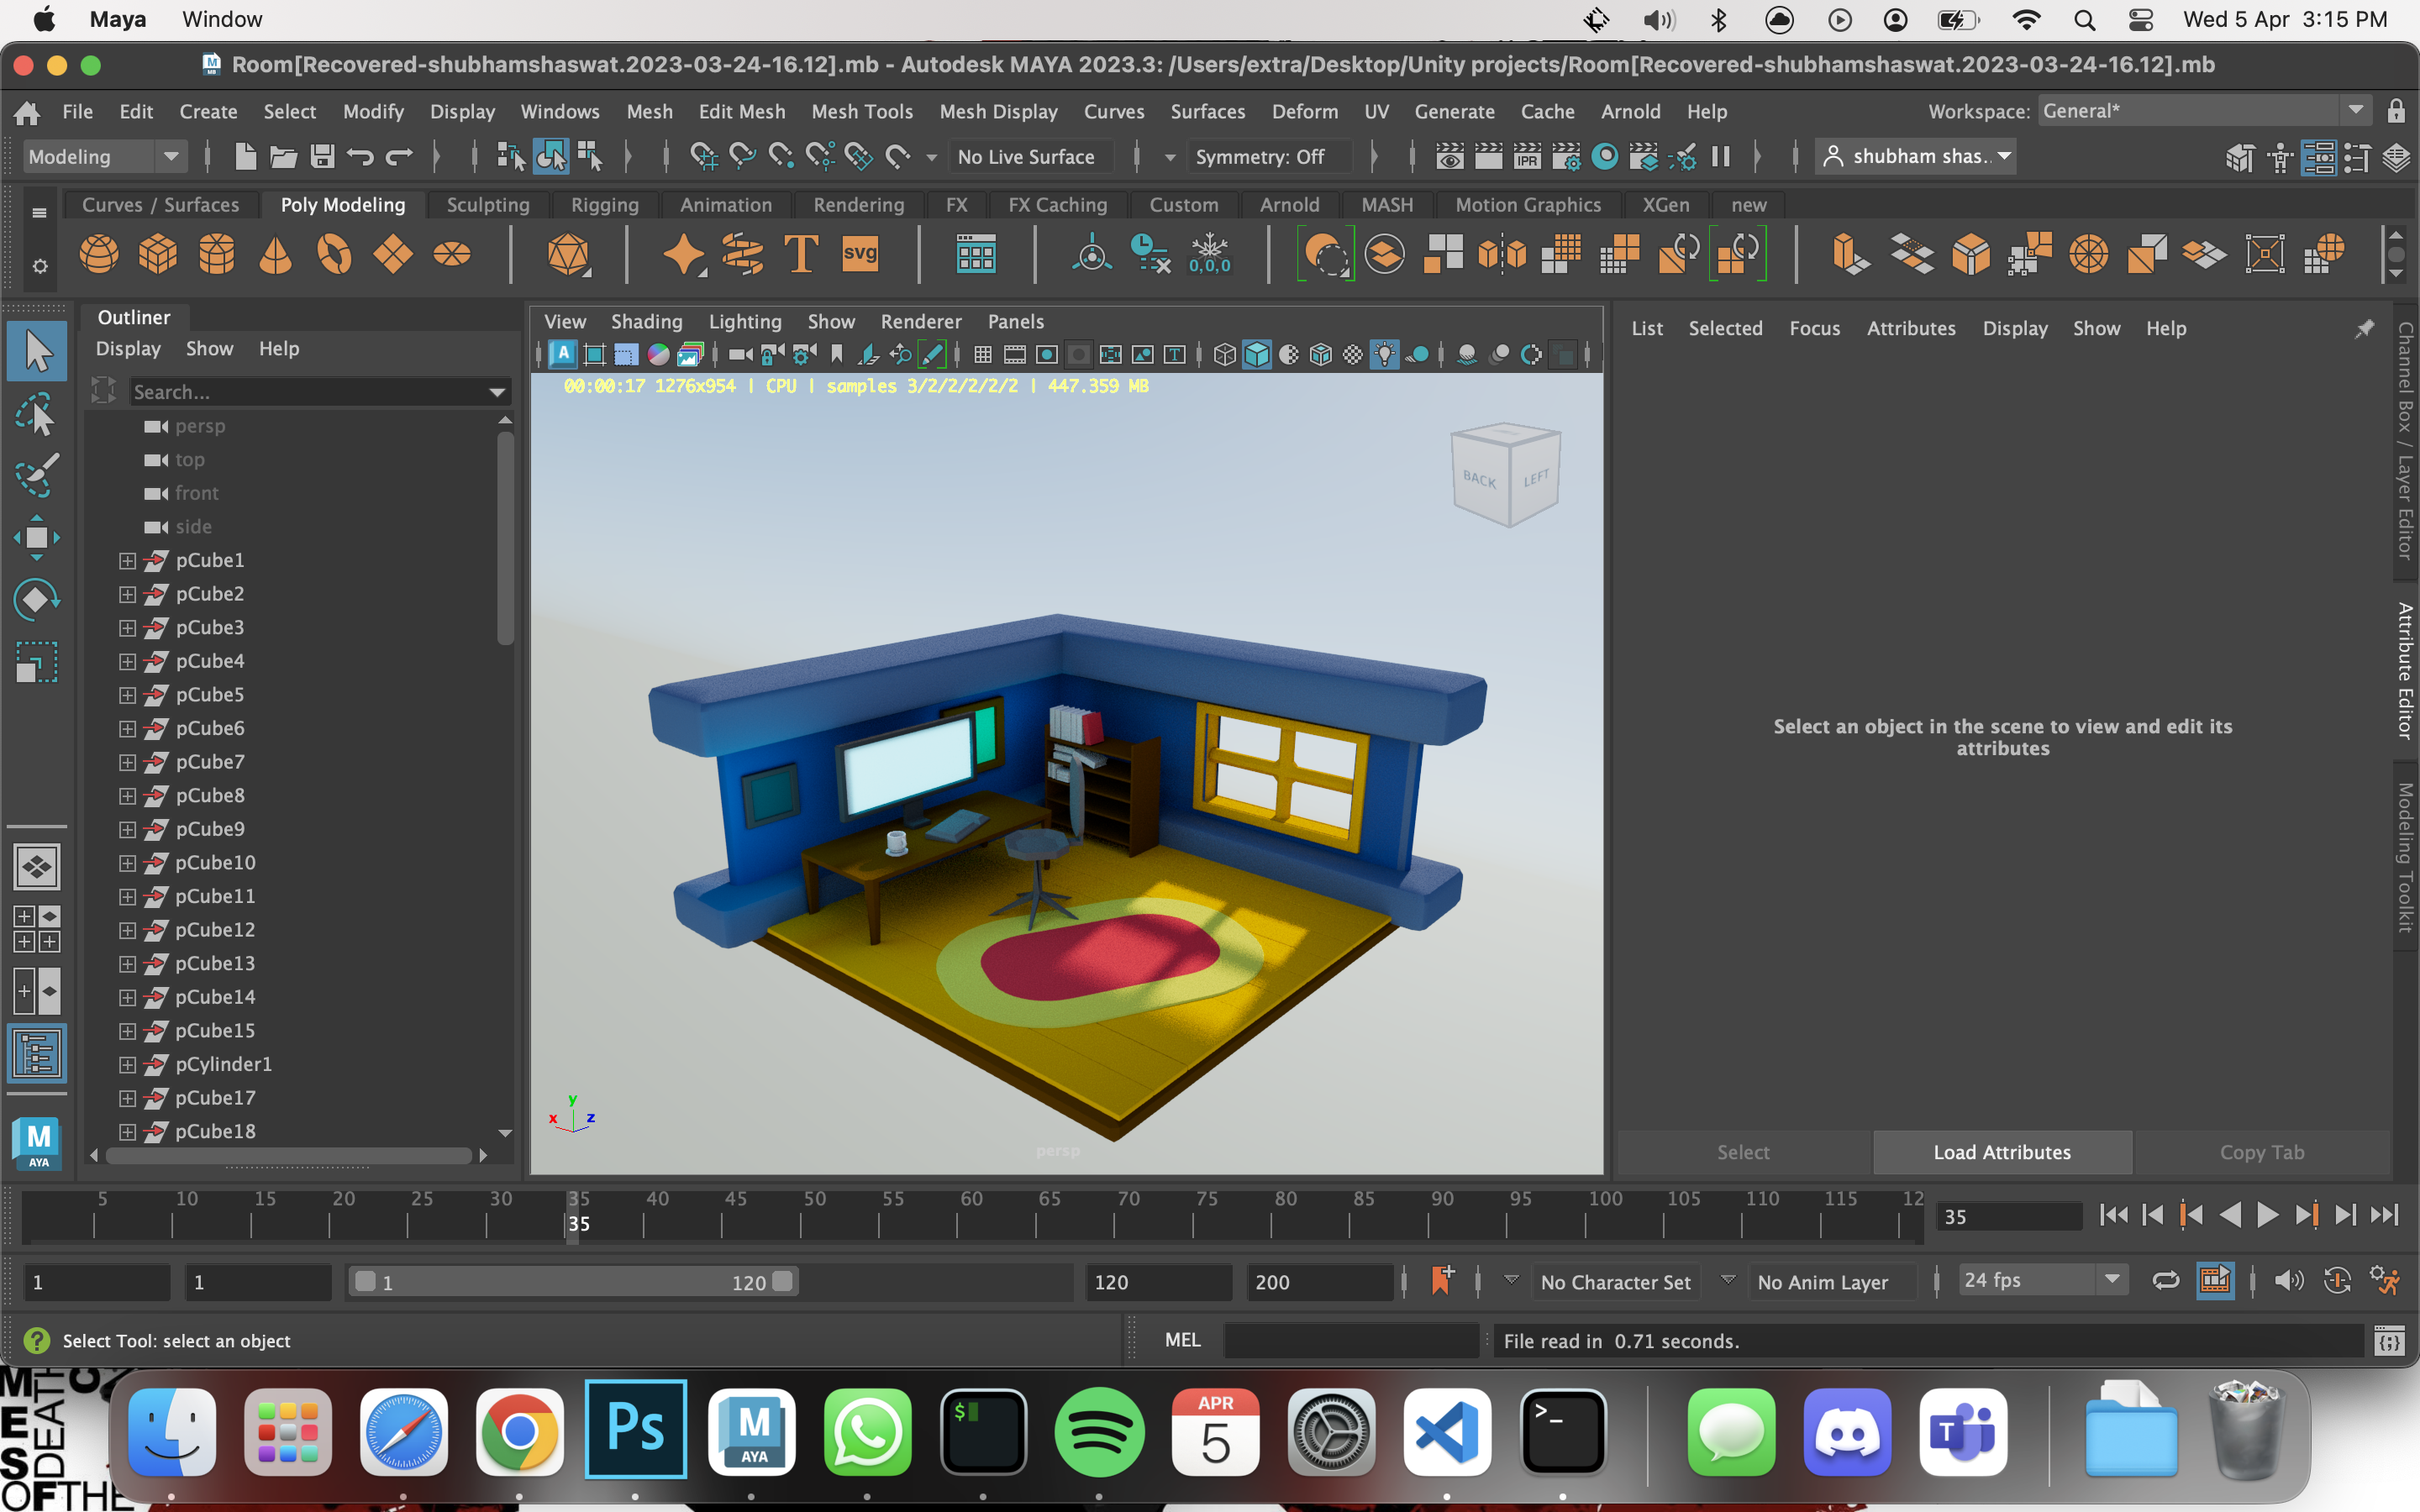 Maya Window Wed 5 Apr 3:15 PM
Room[Recovered-shubhamshaswat.2023-03-24-16.12].mb - Autodesk MAYA 2023.3: /Users/extra/Desktop/Unity projects/Room[Recovered-shubhamshaswat.2023-03-24-16.12].mb
File Edit Create Select Modify Display Windows Mesh Edit Mesh Mesh Tools Mesh Display Curves Surfaces Deform UV Generate Cache Arnold Help Workspace: General*
Modeling No Live Surface Symmetry: Off IPR shubham shas..
Curves / Surfaces Poly Modeling Sculpting Rigging Animation Rendering FX FX Caching Custom Arnold MASH Motion Graphics XGen new
T svg 0,0,0
Outliner
Display Show Help
Search...
persp
top
front
side
pCube1
pCube2
pCube3
pCube4
pCube5
pCube6
pCube7
pCube8
pCube9
pCube10
pCube11
pCube12
pCube13
pCube14
pCube15
pCylinder1
pCube17
pCube18
M
AYA
View Shading Lighting Show Renderer Panels
00:00:17 1276x954 | CPU | samples 3/2/2/2/2/2 | 447.359 MB
BACK LEFT
y
x z
persp
List Selected Focus Attributes Display Show Help
Select an object in the scene to view and edit its
attributes
Select Load Attributes Copy Tab
Channel Box / Layer Editor
Attribute Editor
Modeling Toolkit
5 10 15 20 25 30 35 40 45 50 55 60 65 70 75 80 85 90 95 100 105 110 115 12
35
35
1 1 1 120 120 200 No Character Set No Anim Layer 24 fps
Select Tool: select an object MEL File read in 0.71 seconds.
Ps
M
AYA
$
APR
5
>_
T
OFTHE